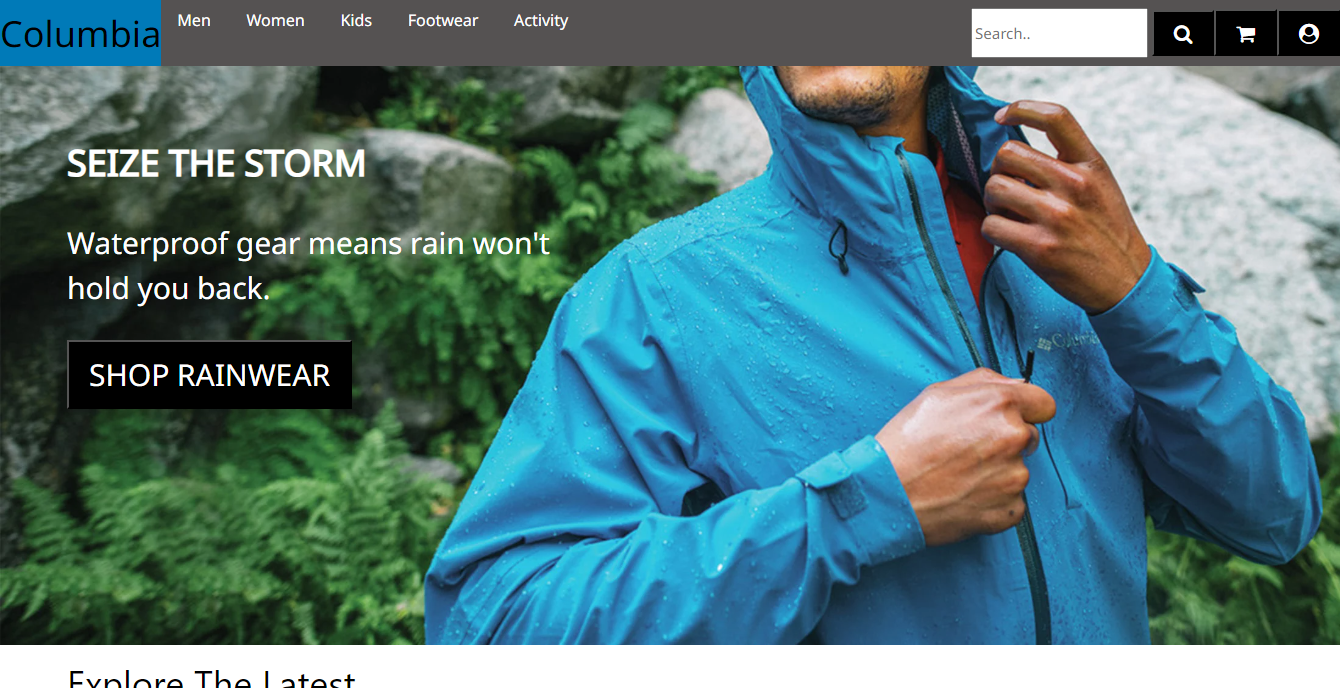 Columbia
Men Women Kids Footwear Activity
Search..
SEIZE THE STORM
Waterproof gear means rain won't
hold you back.
SHOP RAINWEAR
Columbia
Explore The Latest